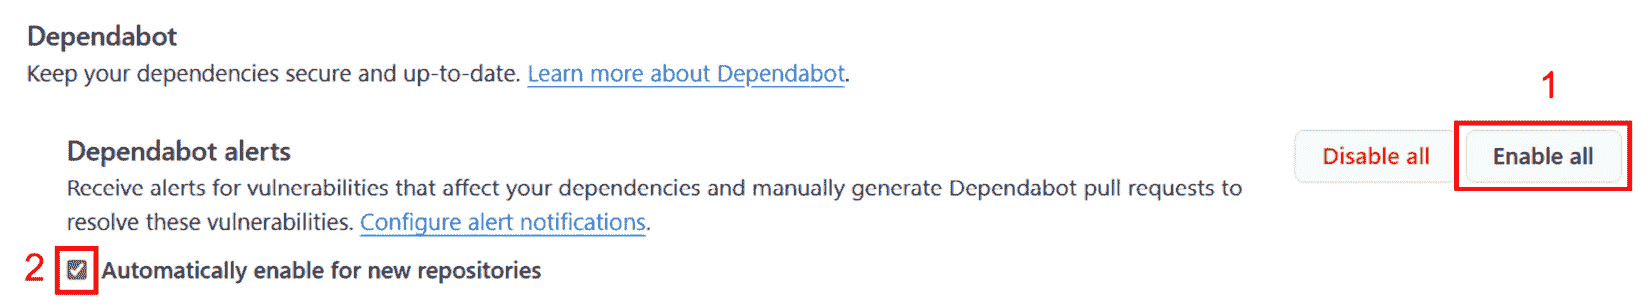 Dependabot
Keep your dependencies secure and up-to-date. Learn more about Dependabot.
1
Dependabot alerts
Disable all
Enable all
Receive alerts for vulnerabilities that affect your dependencies and manually generate Dependabot pull requests to
resolve these vulnerabilities. Configure alert notifications.
2 Automatically enable for new repositories